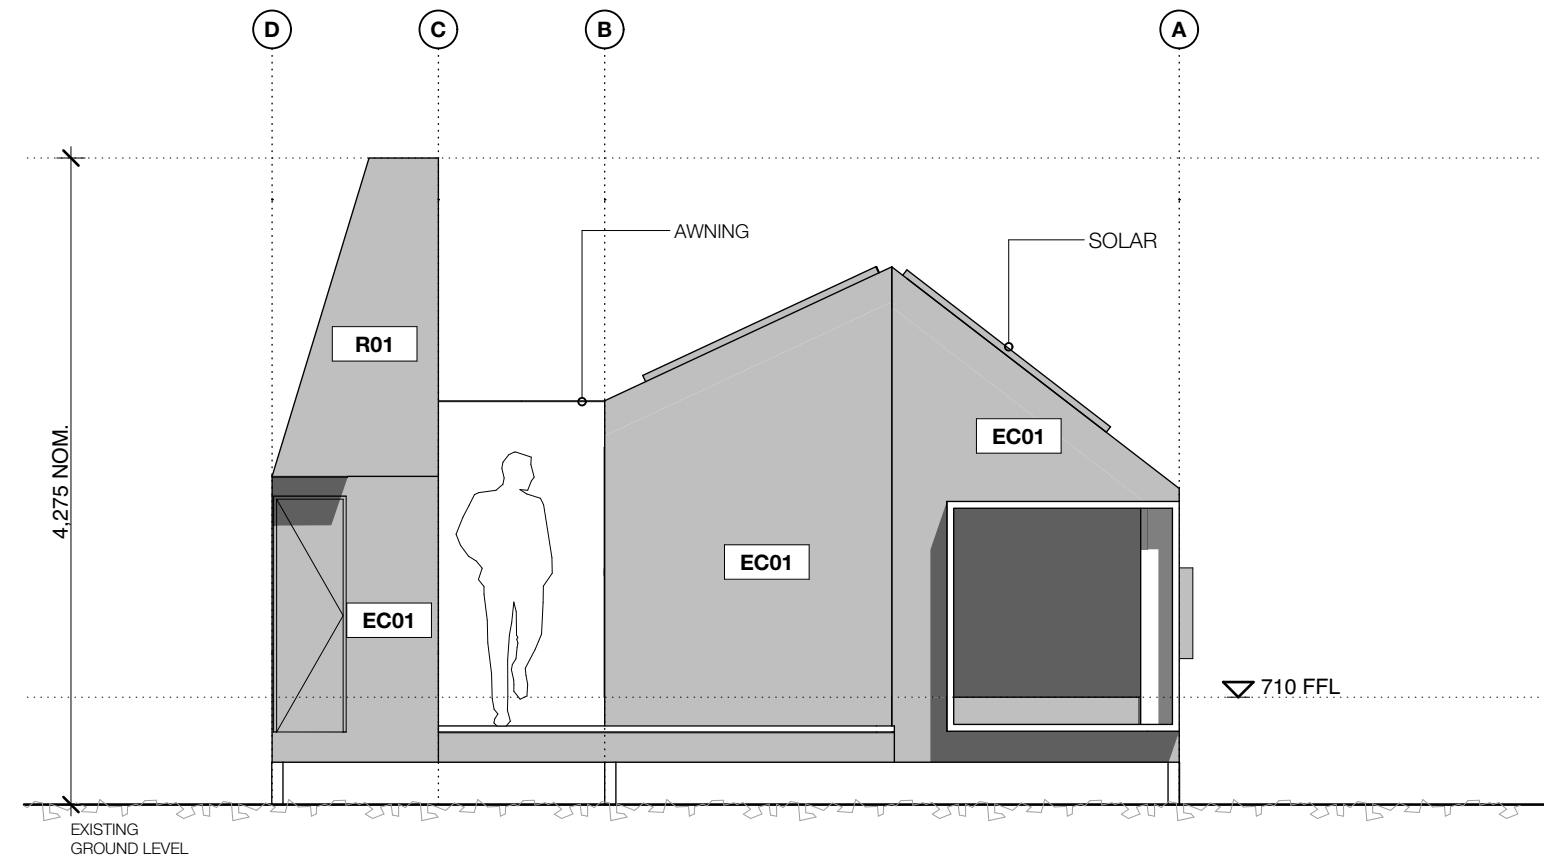 D
C
B
A
AWNING
SOLAR
R01
EC01
4,275 NOM.
EC01
EC01
710 FFL
EXISTING
GROUND LEVEL